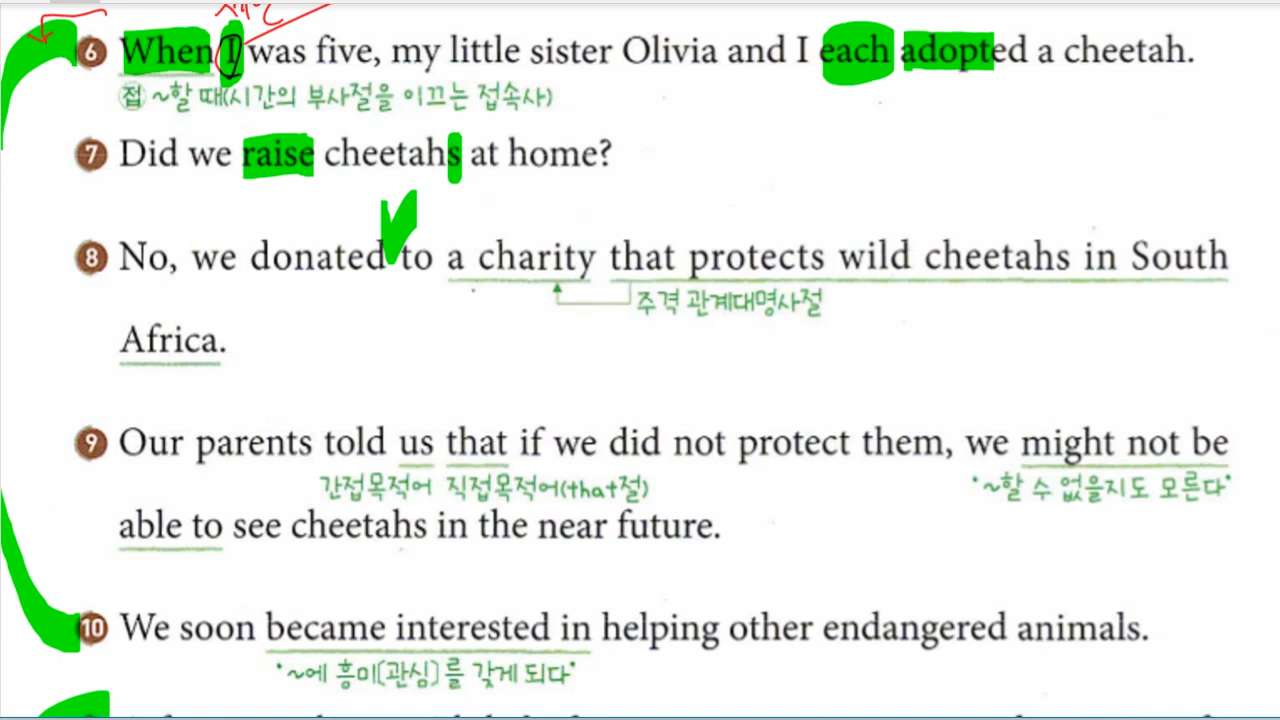 6 When I was five, my little sister Olivia and I each adopted a cheetah.
접 ~할 때(시간의 부사절을 이끄는 접속사)
7 Did we raise cheetahs at home?
8 No, we donated to a charity that protects wild cheetahs in South
주격 관계대명사절
Africa.
9 Our parents told us that if we did not protect them, we might not be
간접목적어 직접목적어(that절) '~할 수 없을지도 모른다'
able to see cheetahs in the near future.
10 We soon became interested in helping other endangered animals.
'~에 흥미[관심]를 갖게 되다'